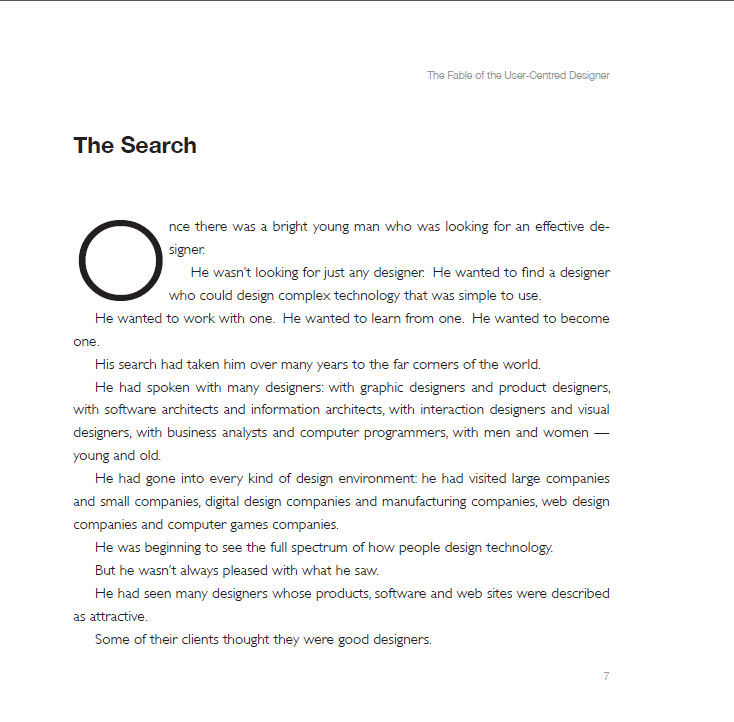 The Fable of the User-Centred Designer
The Search
Once there was a bright young man who was looking for an effective de-
signer.
He wasn't looking for just any designer. He wanted to find a designer
who could design complex technology that was simple to use.
He wanted to work with one. He wanted to learn from one. He wanted to become
one.
His search had taken him over many years to the far corners of the world.
He had spoken with many designers: with graphic designers and product designers,
with software architects and information architects, with interaction designers and visual
designers, with business analysts and computer programmers, with men and women —
young and old.
He had gone into every kind of design environment: he had visited large companies
and small companies, digital design companies and manufacturing companies, web design
companies and computer games companies.
He was beginning to see the full spectrum of how people design technology.
But he wasn't always pleased with what he saw.
He had seen many designers whose products, software and web sites were described
as attractive.
Some of their clients thought they were good designers.
7